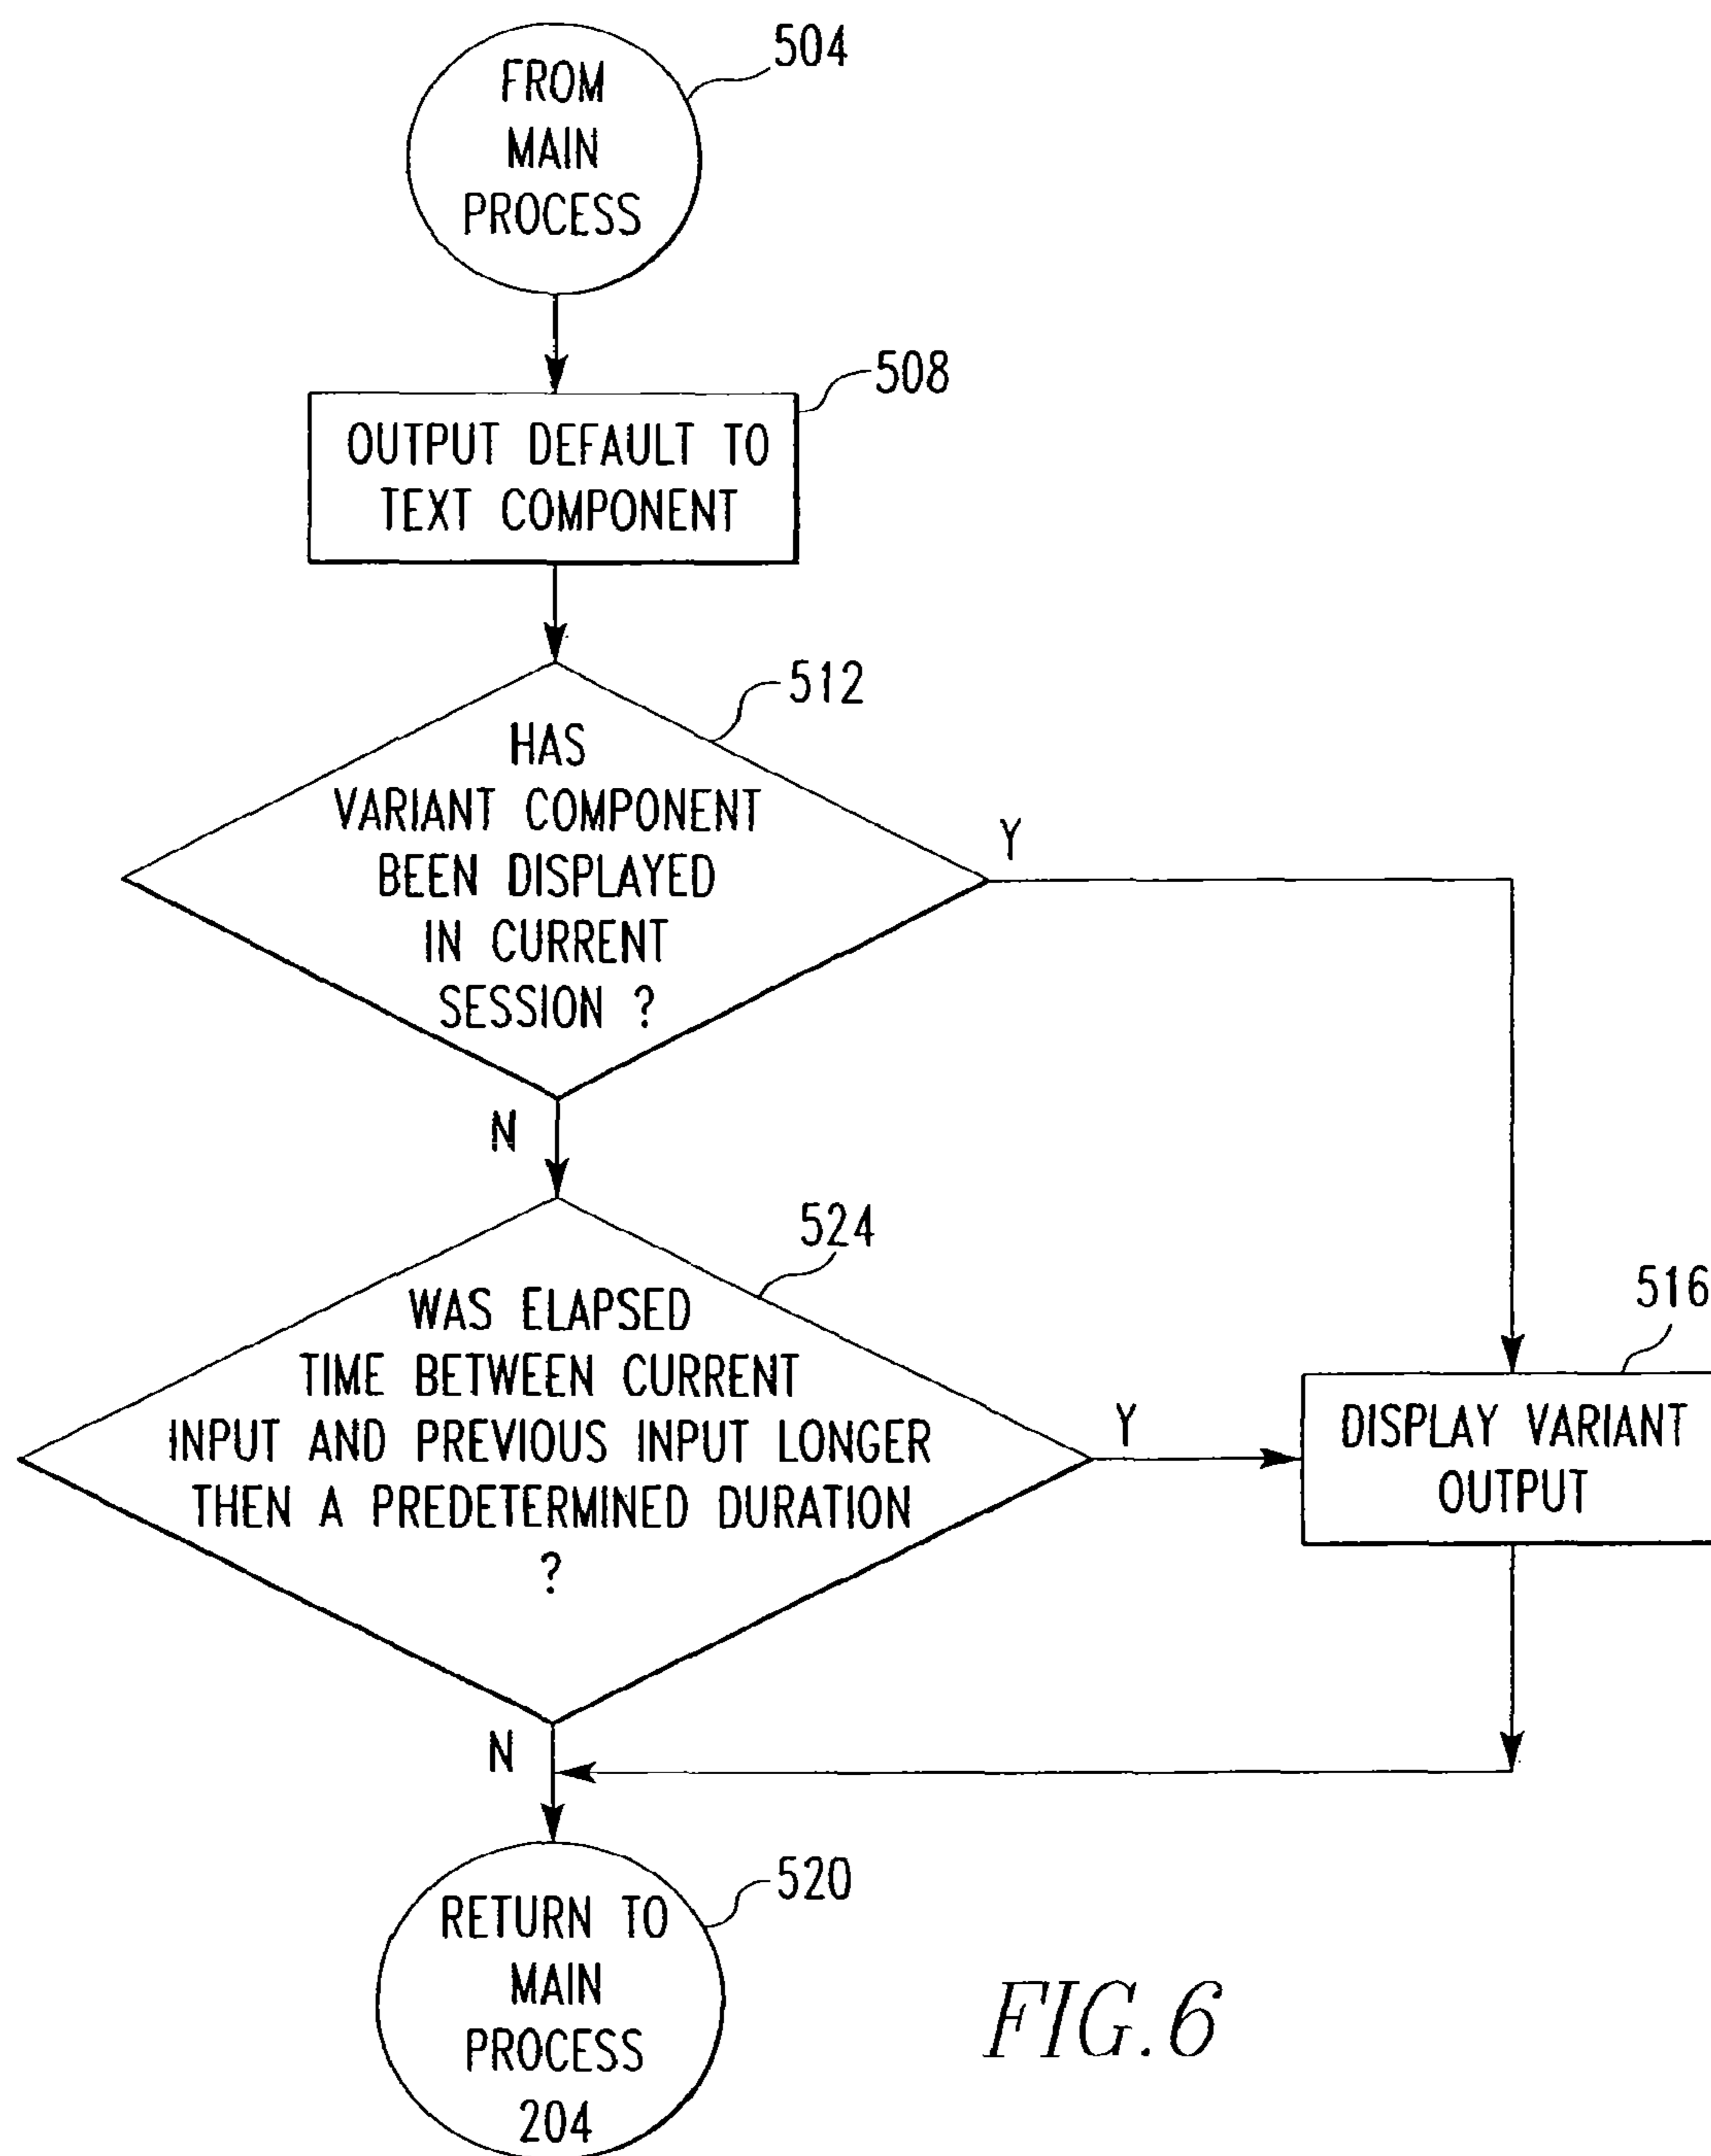 504
FROM
MAIN
PROCESS
508
OUTPUT DEFAULT TO
TEXT COMPONENT
512
HAS
VARIANT COMPONENT
BEEN DISPLAYED
IN CURRENT
SESSION ?
Y
N
524
WAS ELAPSED
TIME BETWEEN CURRENT
INPUT AND PREVIOUS INPUT LONGER
THEN A PREDETERMINED DURATION
?
Y
516
DISPLAY VARIANT
OUTPUT
N
520
RETURN TO
MAIN
PROCESS
204
FIG.6